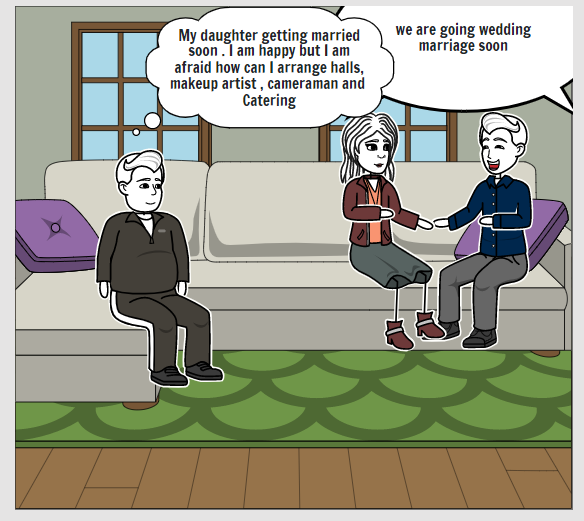 My daughter getting married
soon . I am happy but I am
afraid how can I arrange halls,
makeup artist , cameraman and
Catering
we are going wedding
marriage soon